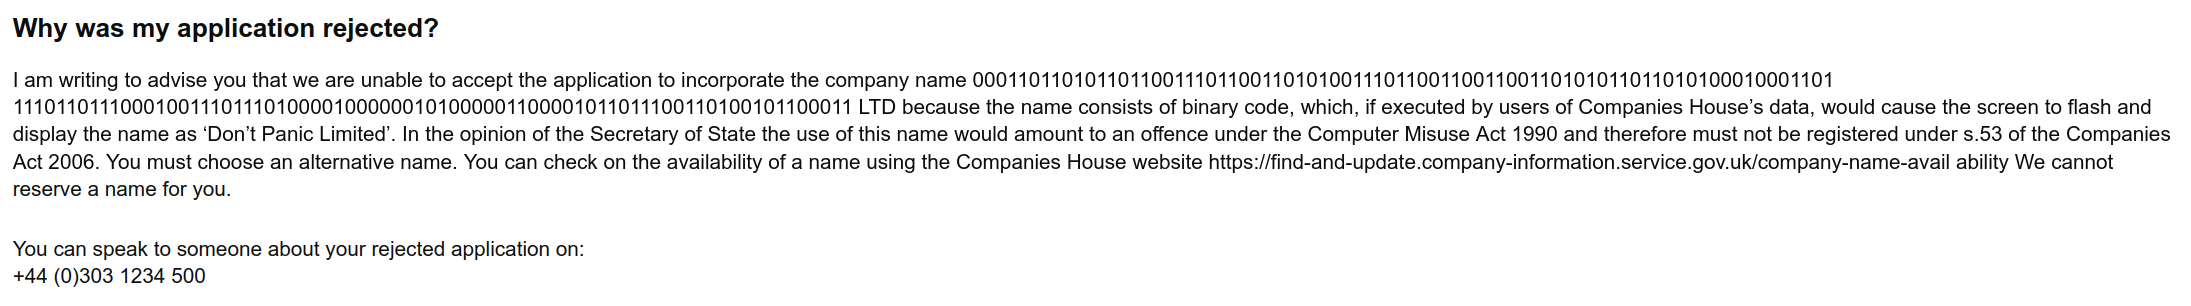 Why was my application rejected?
I am writing to advise you that we are unable to accept the application to incorporate the company name 00011011010110110011101100110101001110110011001100110101011011010100010001101
11101101110001001110111010000100000010100000110000101101110011010010110​0011 LTD because the name consists of binary code, which, if executed by users of Companies House’s data, would cause the screen to flash and
display the name as ‘Don’t Panic Limited’. In the opinion of the Secretary of State the use of this name would amount to an offence under the Computer Misuse Act 1990 and therefore must not be registered under s.53 of the Companies
Act 2006. You must choose an alternative name. You can check on the availability of a name using the Companies House website https://find-and-update.company-information.service.gov.uk/company-name-avail ability We cannot
reserve a name for you.
You can speak to someone about your rejected application on:
+44 (0)303 1234 500